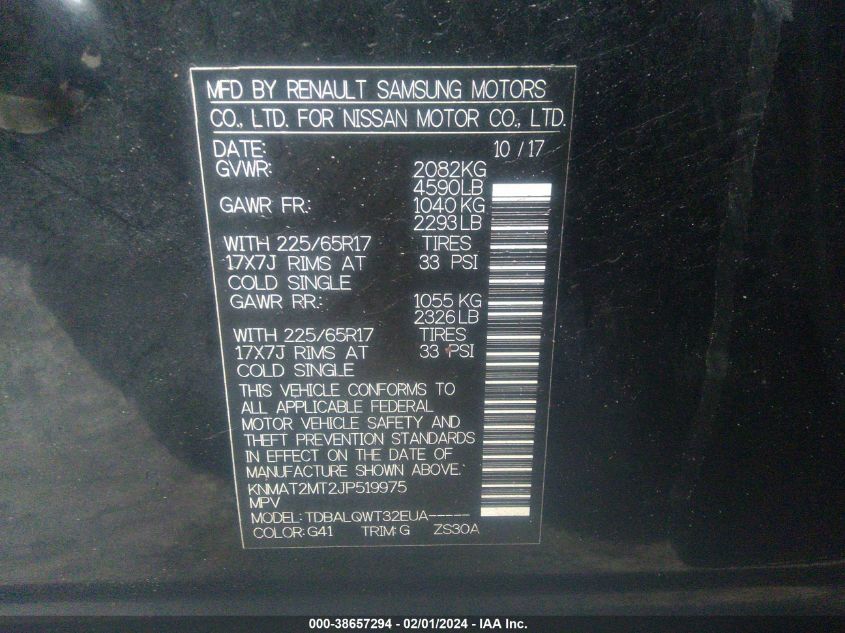 MFD BY RENAULT SAMSUNG MOTORS
CO., LTD. FOR NISSAN MOTOR CO., LTD.
DATE: 10 / 17
GVWR: 2082KG
4590LB
GAWR FR.: 1040 KG
2293 LB
WITH 225/65R17 TIRES
17X7J RIMS AT 33 PSI
COLD SINGLE
GAWR RR.: 1055 KG
2326 LB
WITH 225/65R17 TIRES
17X7J RIMS AT 33 PSI
COLD SINGLE
THIS VEHICLE CONFORMS TO
ALL APPLICABLE FEDERAL
MOTOR VEHICLE SAFETY AND
THEFT PREVENTION STANDARDS
IN EFFECT ON THE DATE OF
MANUFACTURE SHOWN ABOVE.
KNMAT2MT2JP519975
MPV
MODEL: TDBALQWT32EUA-----
COLOR: G41 TRIM: G ZS30A
000-38657294 - 02/01/2024 - IAA Inc.